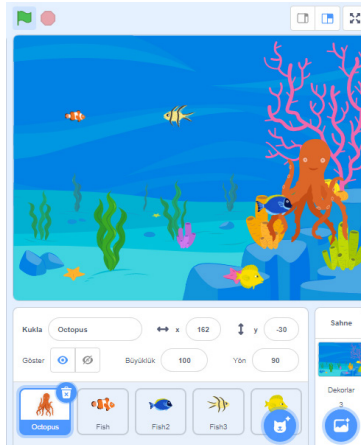 Kukla Octopus x 162 y -30 Sahne
Göster Büyüklük 100 Yön 90
Dekorlar
3
Octopus Fish Fish2 Fish3